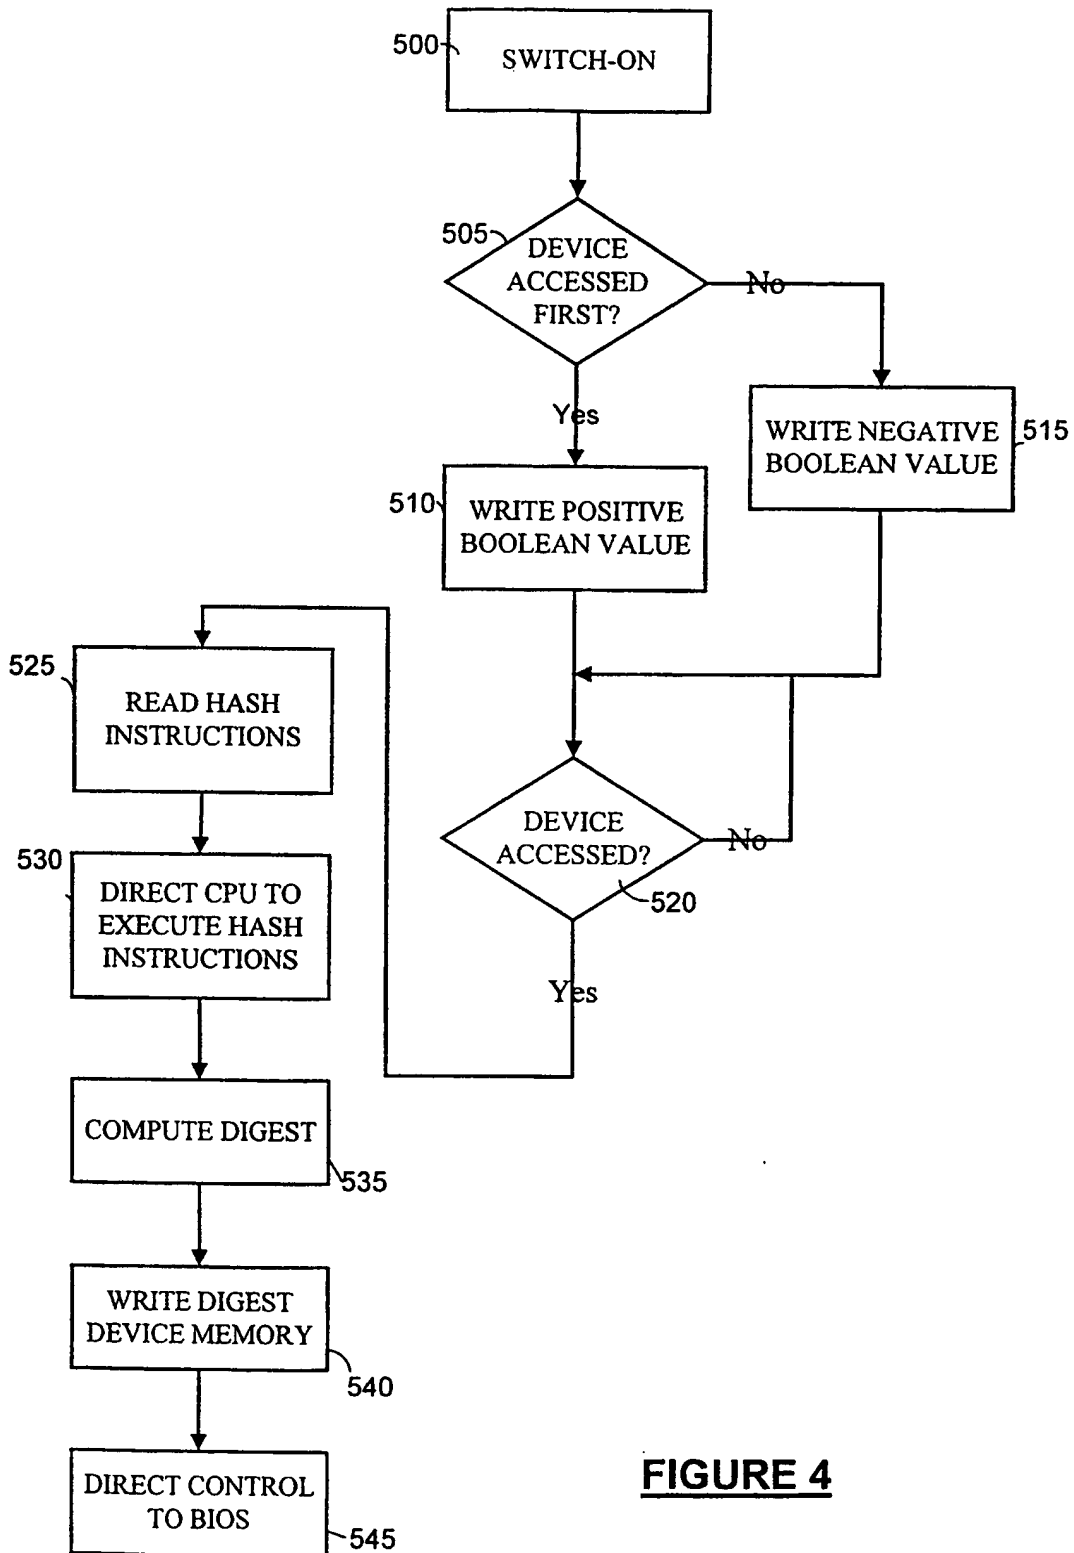 500
SWITCH-ON
505
DEVICE
ACCESSED
FIRST?
No
Yes
WRITE NEGATIVE
BOOLEAN VALUE
515
510
WRITE POSITIVE
BOOLEAN VALUE
525
READ HASH
INSTRUCTIONS
DEVICE
ACCESSED?
No
520
530
DIRECT CPU TO
EXECUTE HASH
INSTRUCTIONS
Yes
COMPUTE DIGEST
535
WRITE DIGEST
DEVICE MEMORY
540
DIRECT CONTROL
TO BIOS
545
FIGURE 4